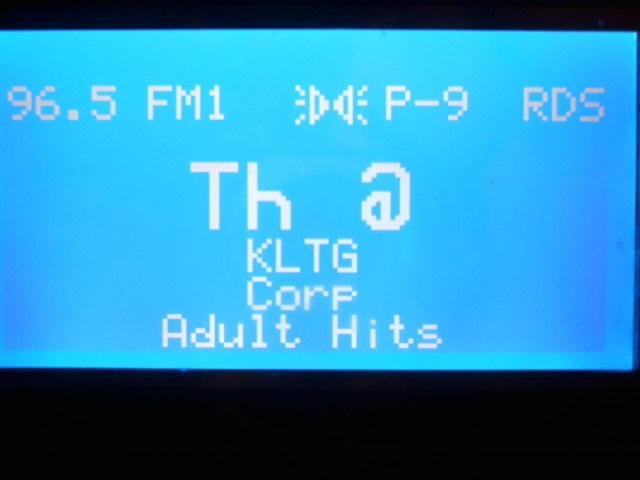 96.5 FM1 P-9 RDS
Th @
KLTG
Corp
Adult Hits